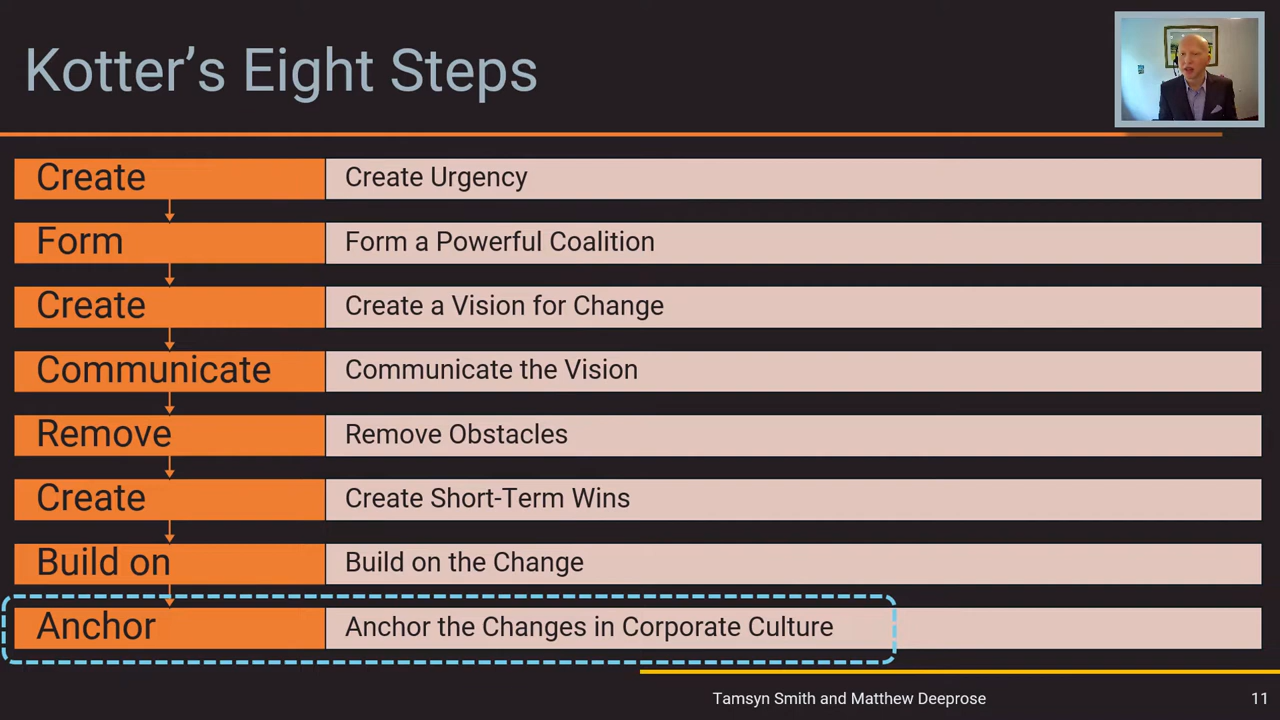 Kotter’s Eight Steps
Create Create Urgency
Form Form a Powerful Coalition
Create Create a Vision for Change
Communicate Communicate the Vision
Remove Remove Obstacles
Create Create Short-Term Wins
Build on Build on the Change
Anchor Anchor the Changes in Corporate Culture
Tamsyn Smith and Matthew Deeprose 11